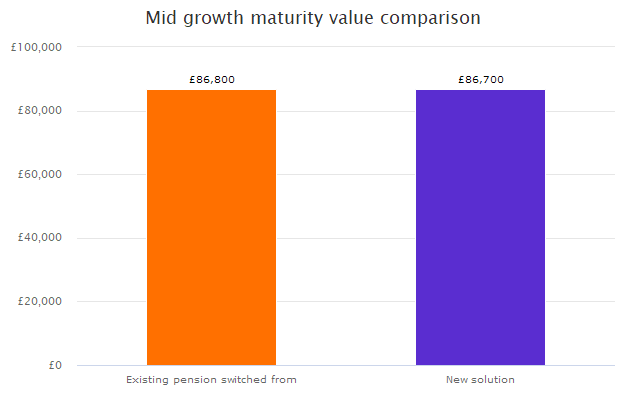 Mid growth maturity value comparison
£100,000
£86,800
£86,700
£80,000
£60,000
£40,000
£20,000
£0
Existing pension switched from
New solution